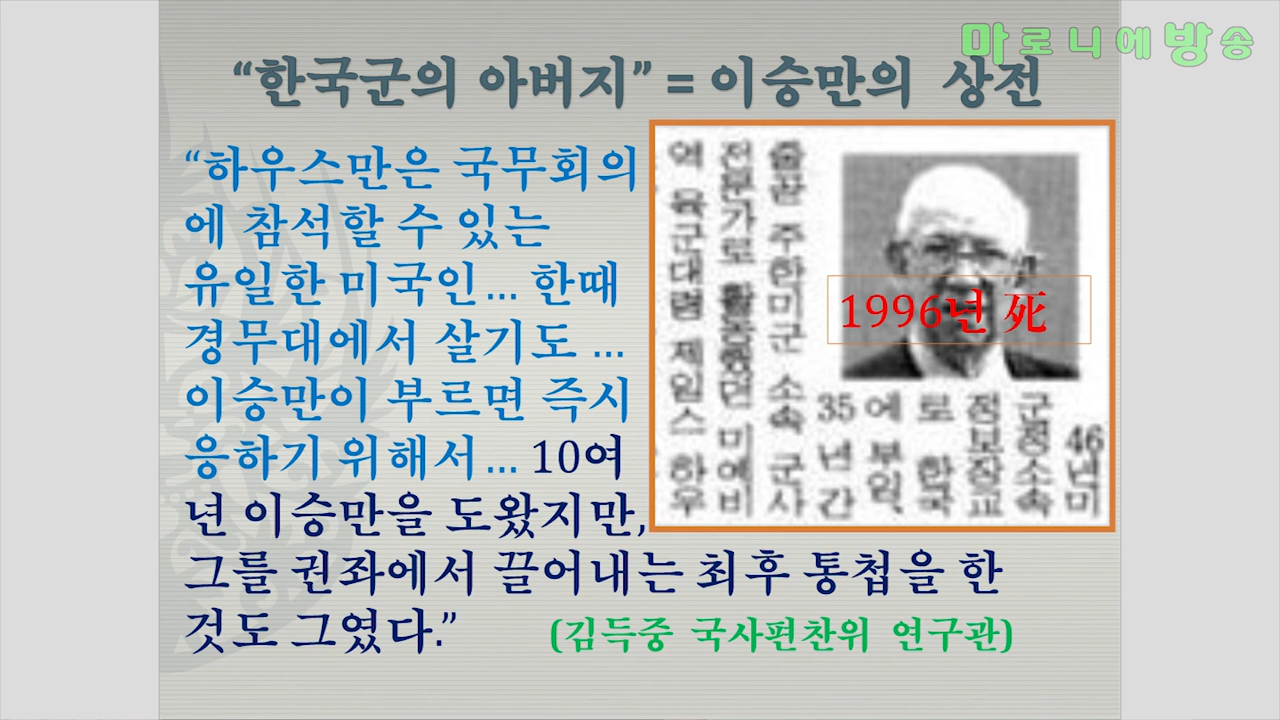 마로니에방송
“한국군의 아버지” = 이승만의 상전
“하우스만은 국무회의
에 참석할 수 있는
유일한 미국인... 한때
경무대에서 살기도 ...
이승만이 부르면 즉시
응하기 위해서... 10여
년 이승만을 도왔지만,
그를 권좌에서 끌어내는 최후 통첩을 한
것도 그였다.”
(김득중 국사편찬위 연구관)
1996년 死
46년미
군정소속
정보장교
로 한국
에 부임,
35년간
줄곧 주한미군 소속 군사
전문가로 활동했던 미예비
역 육군대령 제임스 하우